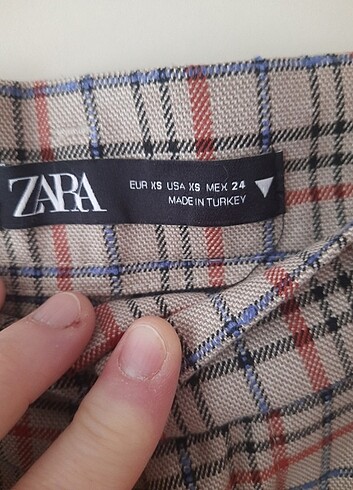 ZARA
EUR XS USA XS MEX 24
MADE IN TURKEY